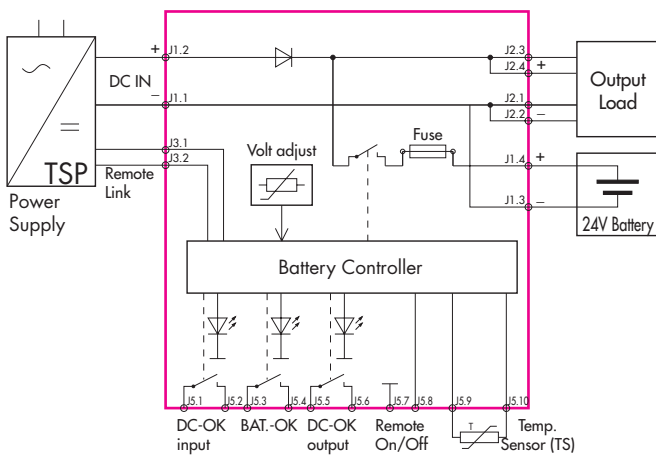 +
J1.2
DC IN
−
J1.1
J3.1
J3.2
Remote
Link
TSP
Power
Supply
Volt adjust
Fuse
J2.3
J2.4
+
J2.1
J2.2
−
Output
Load
J1.4
+
J1.3
−
24V Battery
Battery Controller
J5.1
J5.2
J5.3
J5.4
J5.5
J5.6
J5.7
J5.8
J5.9
J5.10
T
DC-OK
input
BAT.-OK
DC-OK
output
Remote
On/Off
Temp.
Sensor (TS)